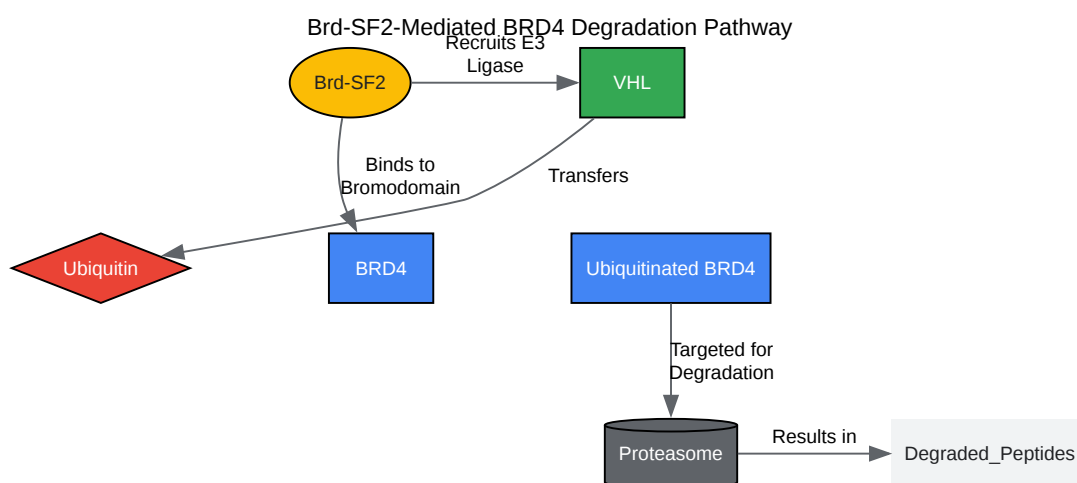 Brd-SF2-Mediated BRD4 Degradation Pathway
Recruits E3
Ligase
Brd-SF2
VHL
Binds to
Bromodomain
Transfers
Ubiquitin
BRD4
Ubiquitinated BRD4
Targeted for
Degradation
Proteasome
Results in
Degraded_Peptides